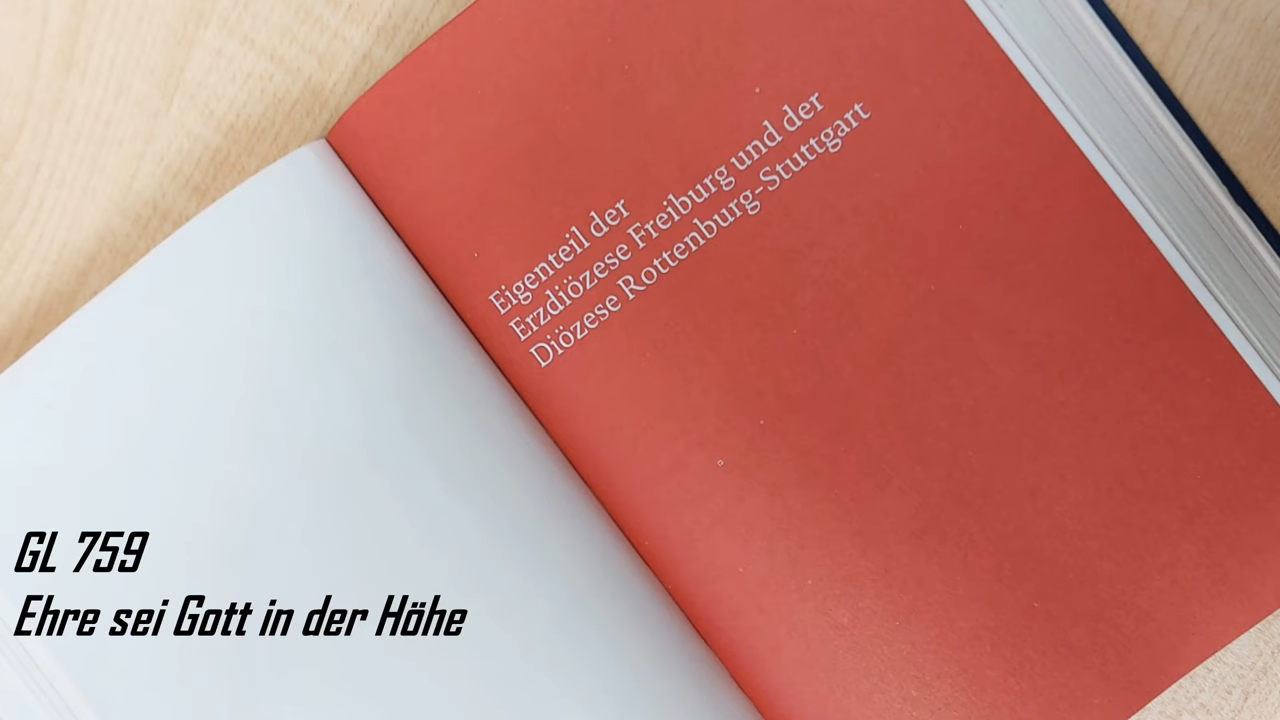 Eigenteil der
Erzdiözese Freiburg und der
Diözese Rottenburg-Stuttgart
GL 759
Ehre sei Gott in der Höhe